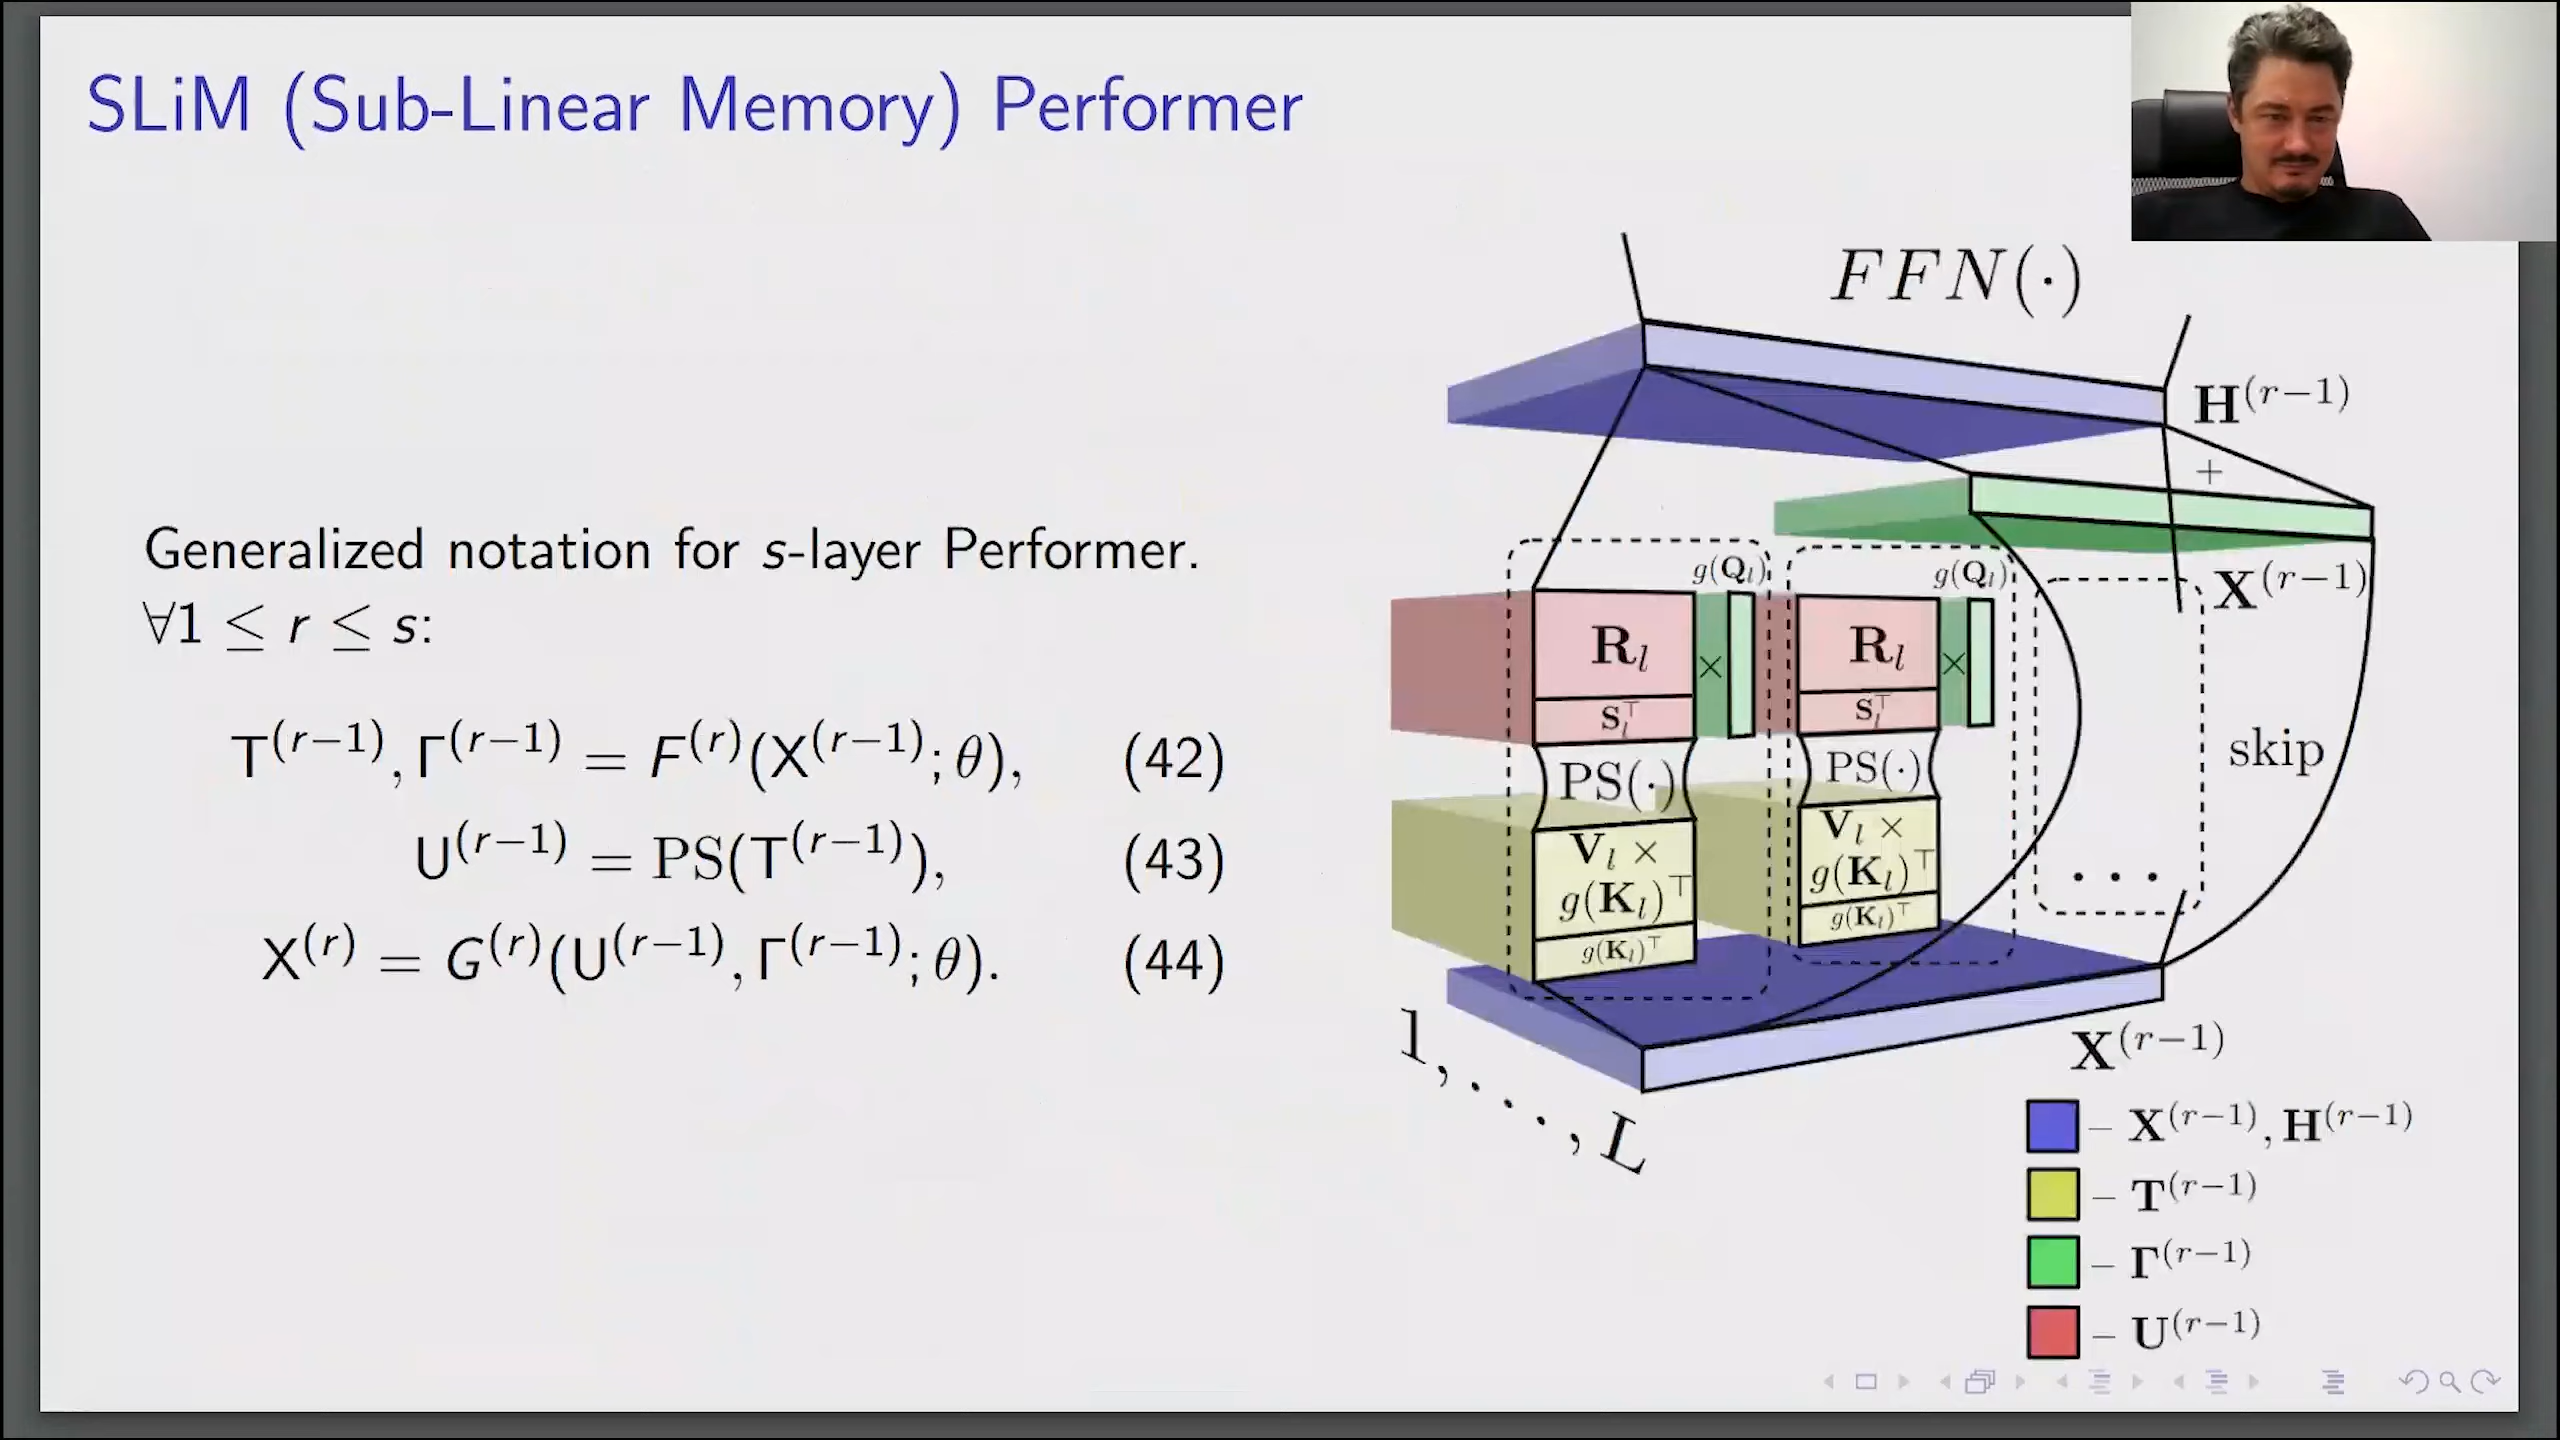 SLiM (Sub-Linear Memory) Performer
Generalized notation for s-layer Performer.
∀1 ≤ r ≤ s:
T^(r−1), Γ^(r−1) = F^(r)(X^(r−1); θ), (42)
U^(r−1) = PS(T^(r−1)), (43)
X^(r) = G^(r)(U^(r−1), Γ^(r−1); θ). (44)
FFN(·)
H^(r−1)
+
X^(r−1)
g(Q_l)
g(Q_l)
R_l
×
R_l
×
s_l^⊤
s_l^⊤
skip
PS(·)
PS(·)
V_l ×
g(K_l)^⊤
V_l ×
g(K_l)^⊤
g(K_l)^⊤
g(K_l)^⊤
. . .
1, . . . , L
X^(r−1)
– X^(r−1), H^(r−1)
– T^(r−1)
– Γ^(r−1)
– U^(r−1)